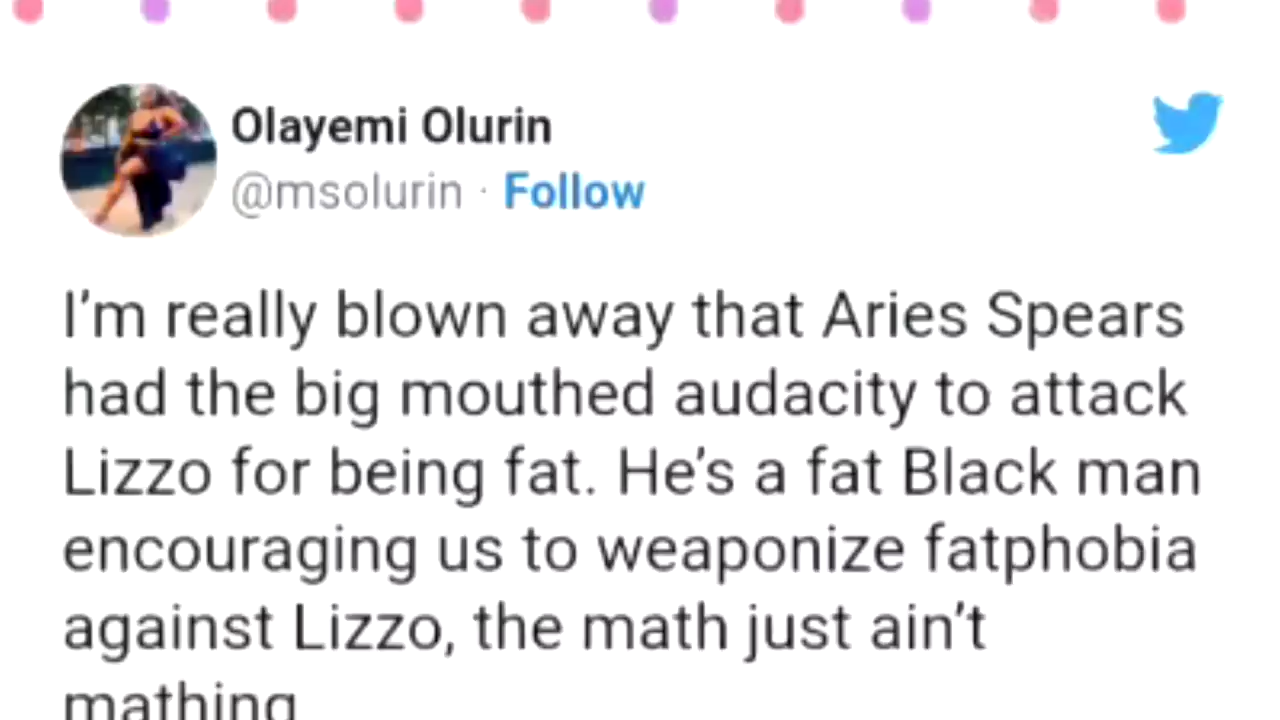 Olayemi Olurin
@msolurin · Follow
I’m really blown away that Aries Spears
had the big mouthed audacity to attack
Lizzo for being fat. He’s a fat Black man
encouraging us to weaponize fatphobia
against Lizzo, the math just ain’t
mathing